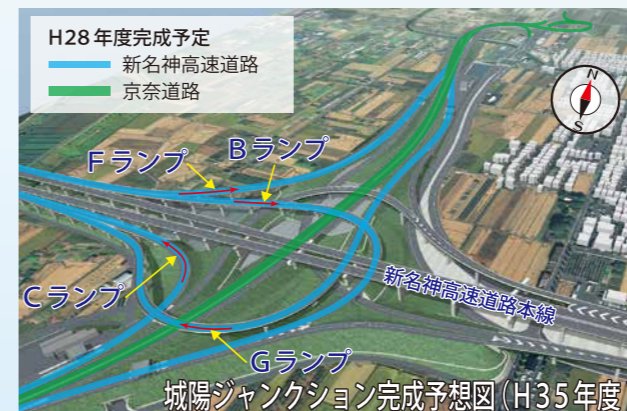 H28年度完成予定
新名神高速道路
京奈道路
N
S
Fランプ
Bランプ
Cランプ
新名神高速道路本線
Gランプ
城陽ジャンクション完成予想図(H35年度